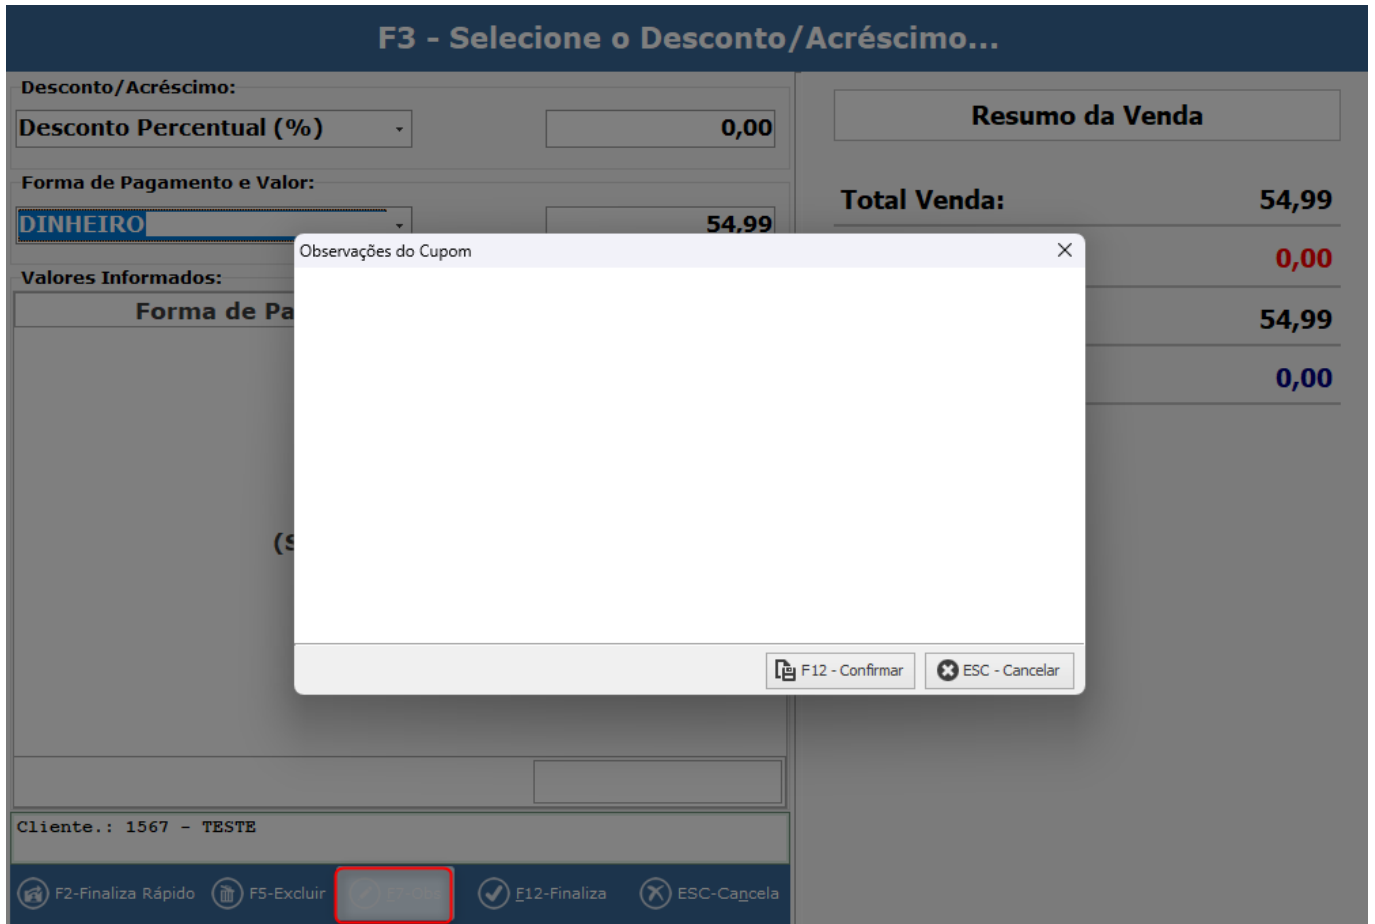 F3 - Selecione o Desconto/Acréscimo...
Desconto/Acréscimo:
Desconto Percentual (%)
0,00
Forma de Pagamento e Valor:
DINHEIRO
54,99
Valores Informados:
Forma de Pa
(S
Observações do Cupom
F12 - Confirmar
ESC - Cancelar
Resumo da Venda
Total Venda:
54,99
0,00
54,99
0,00
Cliente.: 1567 - TESTE
F2-Finaliza Rápido
F5-Excluir
F12-Finaliza
ESC-Cancela